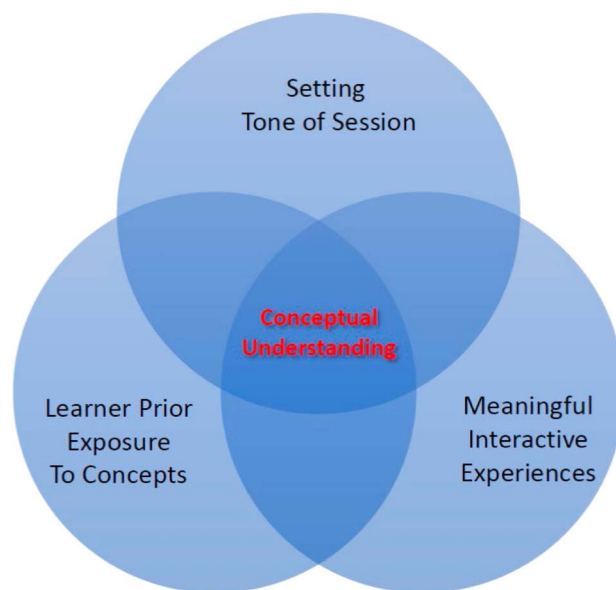 Setting
Tone of Session
Conceptual
Understanding
Learner Prior
Exposure
To Concepts
Meaningful
Interactive
Experiences